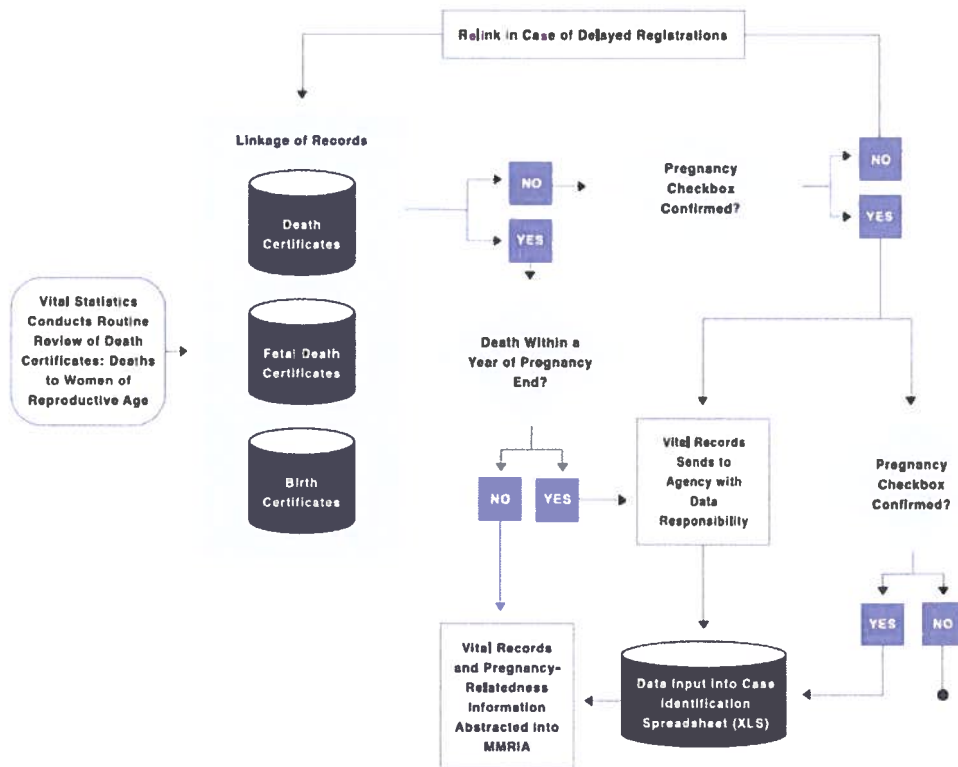 Relink in Case of Delayed Registrations
Linkage of Records
Death
Certificates
Fetal Death
Certificates
Birth
Certificates
Vital Statistics
Conducts Routine
Review of Death
Certificates: Deaths
to Women of
Reproductive Age
NO
YES
Pregnancy
Checkbox
Confirmed?
NO
YES
Death Within a
Year of Pregnancy
End?
NO
YES
Vital Records
Sends to
Agency with
Data
Responsibility
Pregnancy
Checkbox
Confirmed?
YES
NO
Vital Records
and Pregnancy-
Relatedness
Information
Abstracted into
MMRIA
Data Input into Case
Identification
Spreadsheet (XLS)